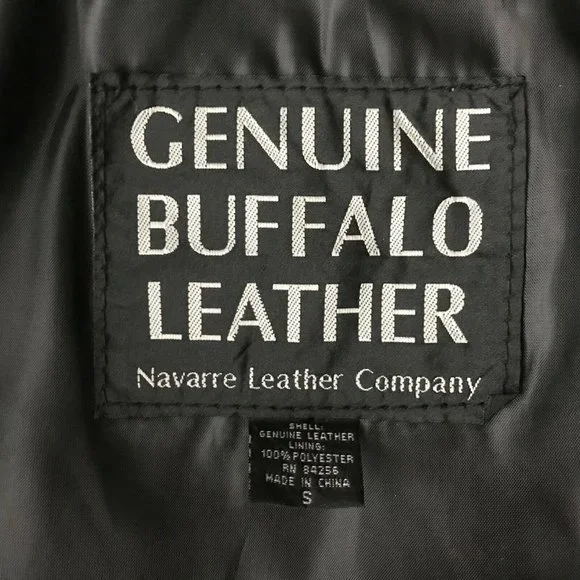 GENUINE
BUFFALO
LEATHER
Navarre Leather Company
SHELL:
GENUINE LEATHER
LINING:
100% POLYESTER
RN 84256
MADE IN CHINA
S